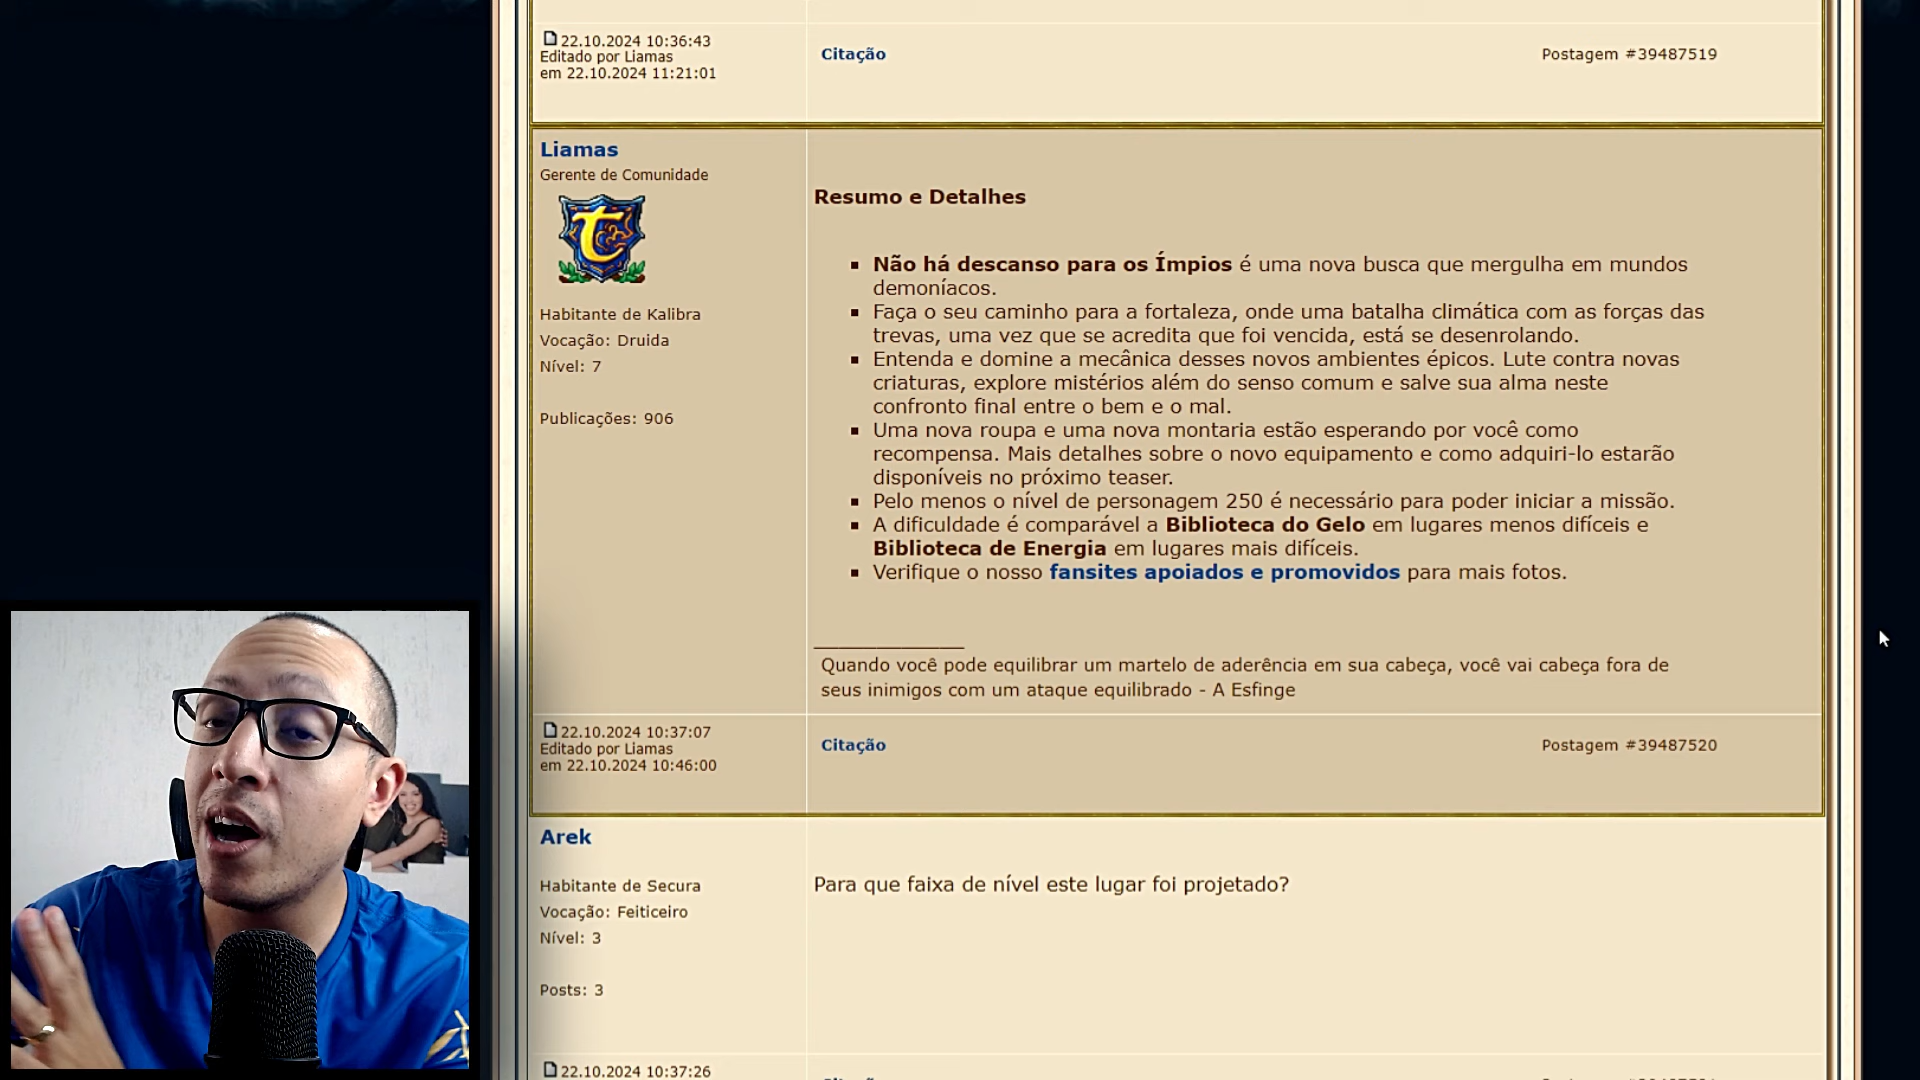 22.10.2024 10:36:43
Editado por Liamas
em 22.10.2024 11:21:01
Citação
Postagem #39487519
Liamas
Gerente de Comunidade
Habitante de Kalibra
Vocação: Druida
Nível: 7
Publicações: 906
Resumo e Detalhes
Não há descanso para os Ímpios é uma nova busca que mergulha em mundos
demoníacos.
Faça o seu caminho para a fortaleza, onde uma batalha climática com as forças das
trevas, uma vez que se acredita que foi vencida, está se desenrolando.
Entenda e domine a mecânica desses novos ambientes épicos. Lute contra novas
criaturas, explore mistérios além do senso comum e salve sua alma neste
confronto final entre o bem e o mal.
Uma nova roupa e uma nova montaria estão esperando por você como
recompensa. Mais detalhes sobre o novo equipamento e como adquiri-lo estarão
disponíveis no próximo teaser.
Pelo menos o nível de personagem 250 é necessário para poder iniciar a missão.
A dificuldade é comparável a Biblioteca do Gelo em lugares menos difíceis e
Biblioteca de Energia em lugares mais difíceis.
Verifique o nosso fansites apoiados e promovidos para mais fotos.
Quando você pode equilibrar um martelo de aderência em sua cabeça, você vai cabeça fora de
seus inimigos com um ataque equilibrado - A Esfinge
22.10.2024 10:37:07
Editado por Liamas
em 22.10.2024 10:46:00
Citação
Postagem #39487520
Arek
Habitante de Secura
Vocação: Feiticeiro
Nível: 3
Posts: 3
Para que faixa de nível este lugar foi projetado?
22.10.2024 10:37:26